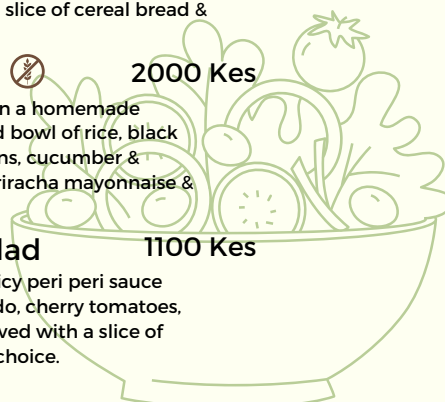 slice of cereal bread &
2000 Kes
n a homemade
d bowl of rice, black
ns, cucumber &
riracha mayonnaise &
lad
1100 Kes
icy peri peri sauce
do, cherry tomatoes,
ved with a slice of
choice.